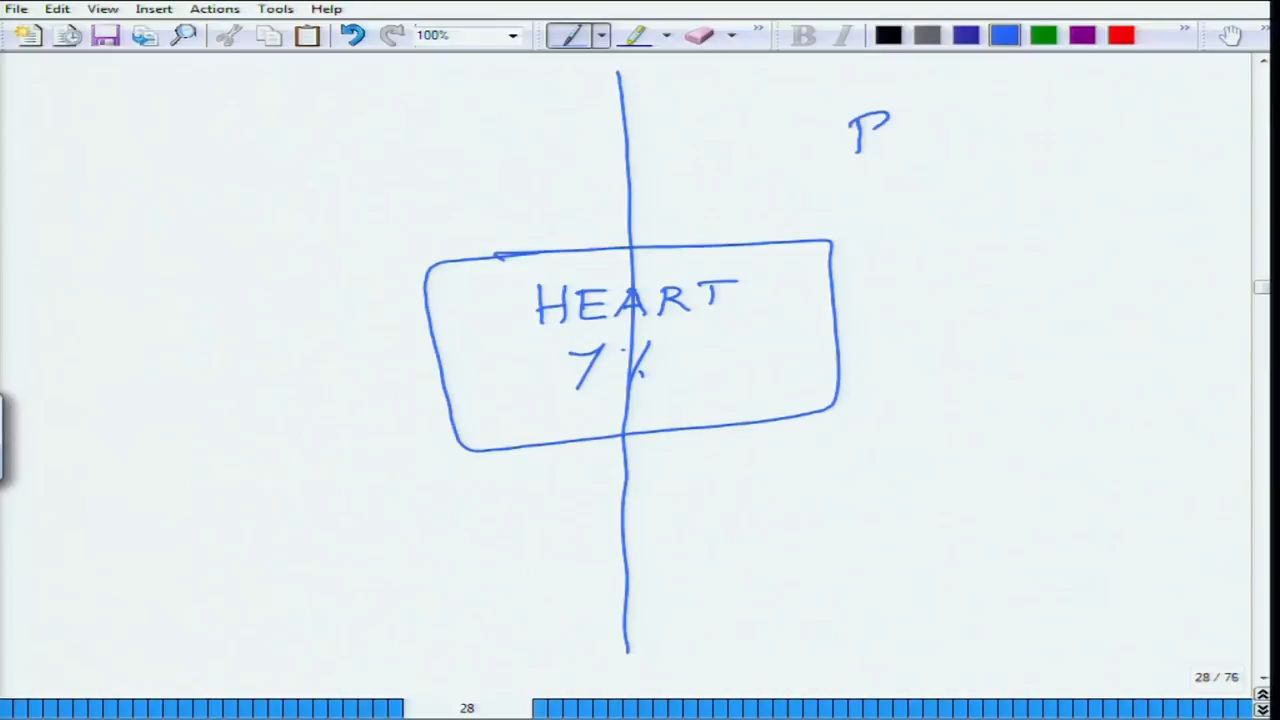 File Edit View Insert Actions Tools Help
100%
B I
P
HEART
7%
28 / 76
28